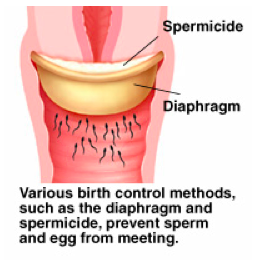 Spermicide
Diaphragm
Various birth control methods,
such as the diaphragm and
spermicide, prevent sperm
and egg from meeting.